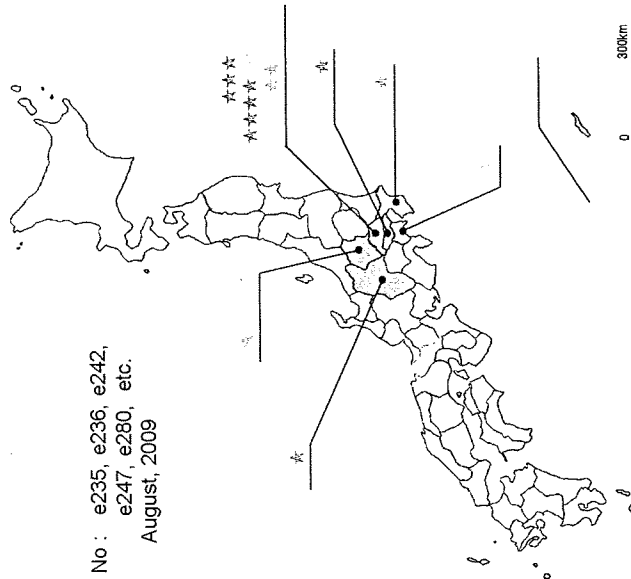 No : e235, e236, e242,
e247, e280, etc.
August, 2009
☆☆☆
☆☆☆☆
☆☆
☆
☆
☆
☆
0 300km